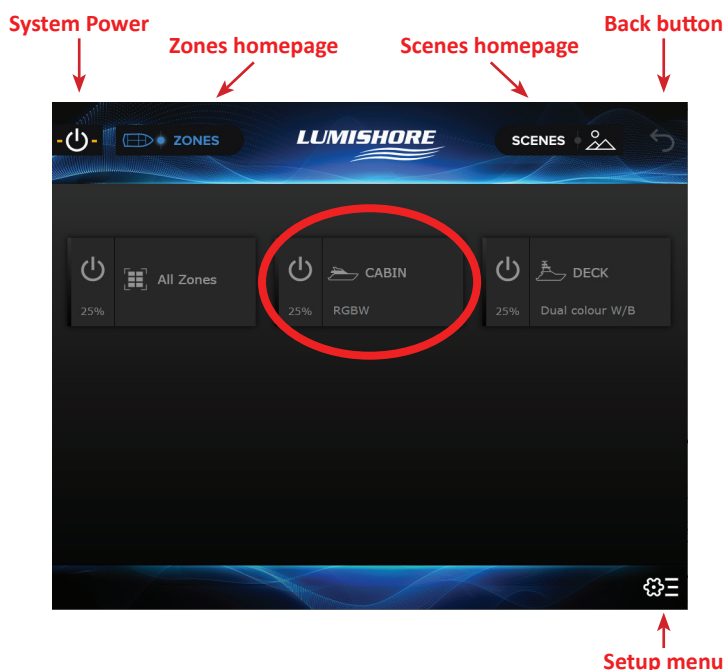 System Power
Zones homepage
Scenes homepage
Back button
ZONES
LUMISHORE
SCENES
All Zones
25%
CABIN
25%
RGBW
DECK
25%
Dual colour W/B
Setup menu